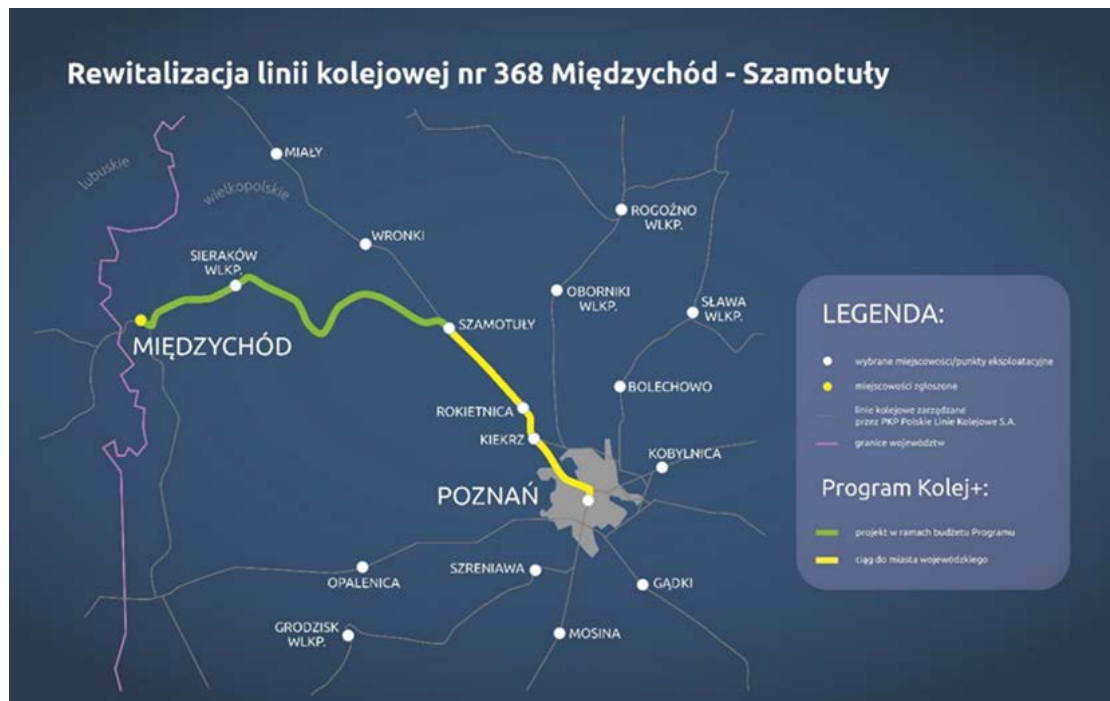 Rewitalizacja linii kolejowej nr 368 Międzychód - Szamotuły
lubuskie
wielkopolskie
MIAŁY
WRONKI
ROGOŹNO
WLKP.
SIERAKÓW
WLKP.
OBORNIKI
WLKP.
SŁAWA
WLKP.
MIĘDZYCHÓD
SZAMOTUŁY
BOLECHOWO
ROKIETNICA
KIEKRZ
KOBYLNICA
POZNAŃ
OPALENICA
SZRENIAWA
GĄDKI
GRODZISK
WLKP.
MOSINA
LEGENDA:
wybrane miejscowości/punkty eksploatacyjne
miejscowości zgłoszone
linie kolejowe zarządzane
przez PKP Polskie Linie Kolejowe S.A.
granice województw
Program Kolej+:
projekt w ramach budżetu Programu
ciąg do miasta wojewódzkiego